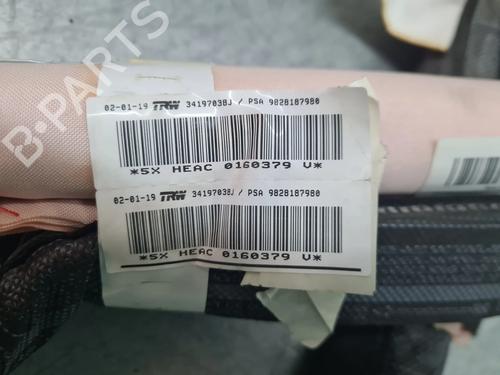 B-PARTS
02-01-19 TRW 34197038J / PSA 9828187980
*5X HEAC 0160379 V*
02-01-19 TRW 34197038J / PSA 9828187980
*5X HEAC 0160379 V*